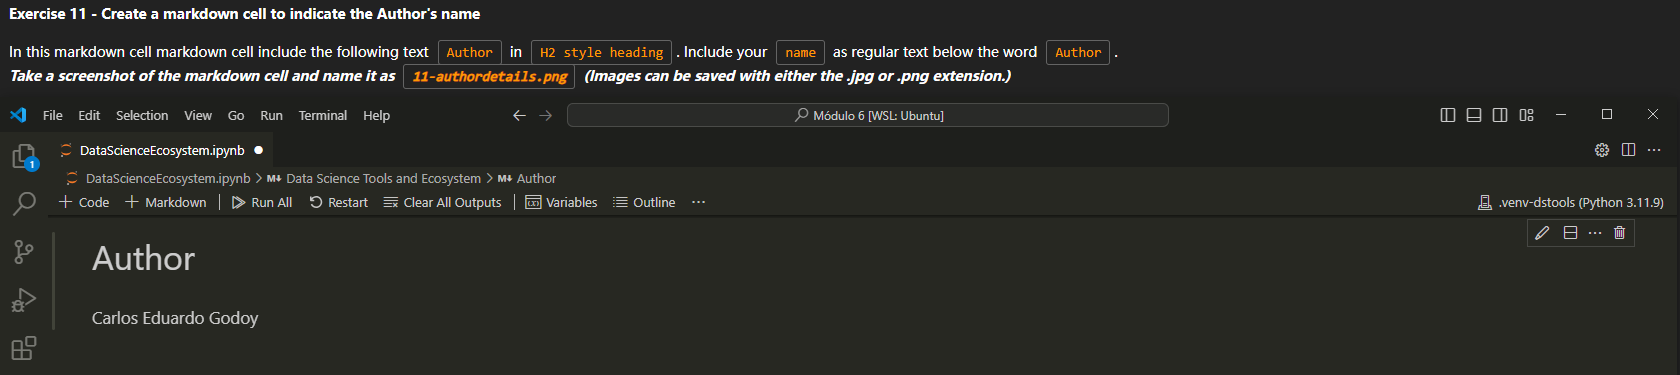 Exercise 11 - Create a markdown cell to indicate the Author's name
In this markdown cell markdown cell include the following text Author in H2 style heading . Include your name as regular text below the word Author .
Take a screenshot of the markdown cell and name it as 11-authordetails.png (Images can be saved with either the .jpg or .png extension.)
File Edit Selection View Go Run Terminal Help Módulo 6 [WSL: Ubuntu]
1
DataScienceEcosystem.ipynb
DataScienceEcosystem.ipynb > M↓ Data Science Tools and Ecosystem > M↓ Author
+ Code + Markdown Run All Restart Clear All Outputs Variables Outline ··· .venv-dstools (Python 3.11.9)
Author
Carlos Eduardo Godoy